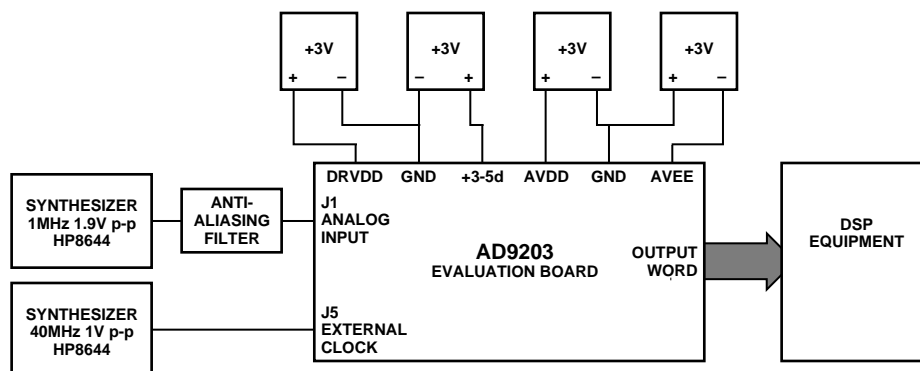 +3V
+3V
+3V
+3V
+ −
− +
+ −
+ −
DRVDD GND +3-5d AVDD GND AVEE
SYNTHESIZER
1MHz 1.9V p-p
HP8644
ANTI-
ALIASING
FILTER
J1
ANALOG
INPUT
AD9203
EVALUATION BOARD
OUTPUT
WORD
DSP
EQUIPMENT
SYNTHESIZER
40MHz 1V p-p
HP8644
J5
EXTERNAL
CLOCK